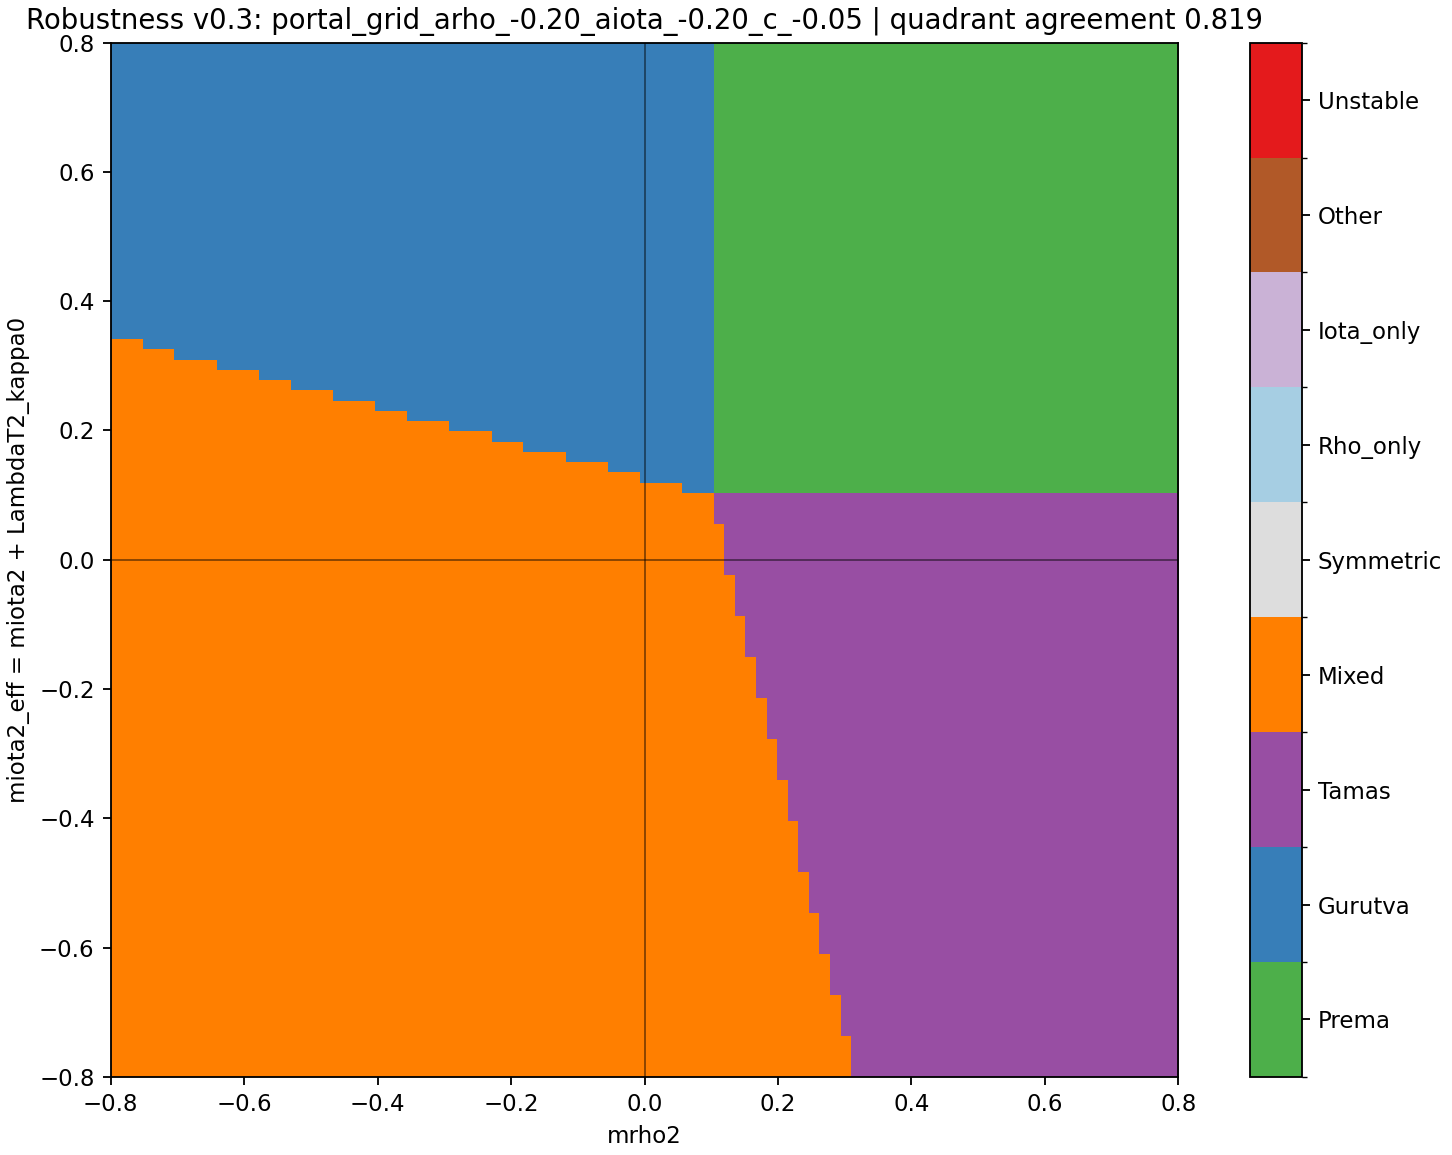 Robustness v0.3: portal_grid_arho_-0.20_aiota_-0.20_c_-0.05 | quadrant agreement 0.819
0.8
0.6
0.4
0.2
0.0
−0.2
−0.4
−0.6
−0.8
miota2_eff = miota2 + LambdaT2_kappa0
−0.8
−0.6
−0.4
−0.2
0.0
0.2
0.4
0.6
0.8
mrho2
Unstable
Other
Iota_only
Rho_only
Symmetric
Mixed
Tamas
Gurutva
Prema